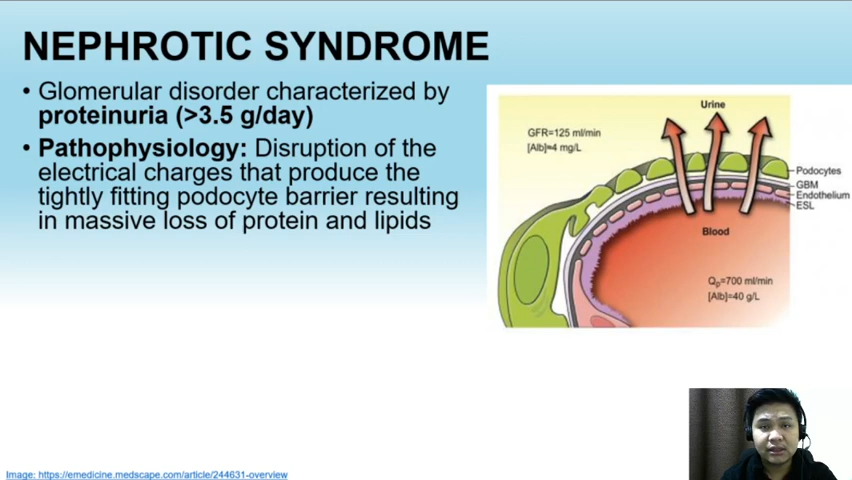 NEPHROTIC SYNDROME
• Glomerular disorder characterized by
proteinuria (>3.5 g/day)
• Pathophysiology: Disruption of the
electrical charges that produce the
tightly fitting podocyte barrier resulting
in massive loss of protein and lipids
Urine
GFR=125 ml/min
[Alb]≈4 mg/L
Podocytes
GBM
Endothelium
ESL
Blood
Qp=700 ml/min
[Alb]=40 g/L
Image: https://emedicine.medscape.com/article/244631-overview